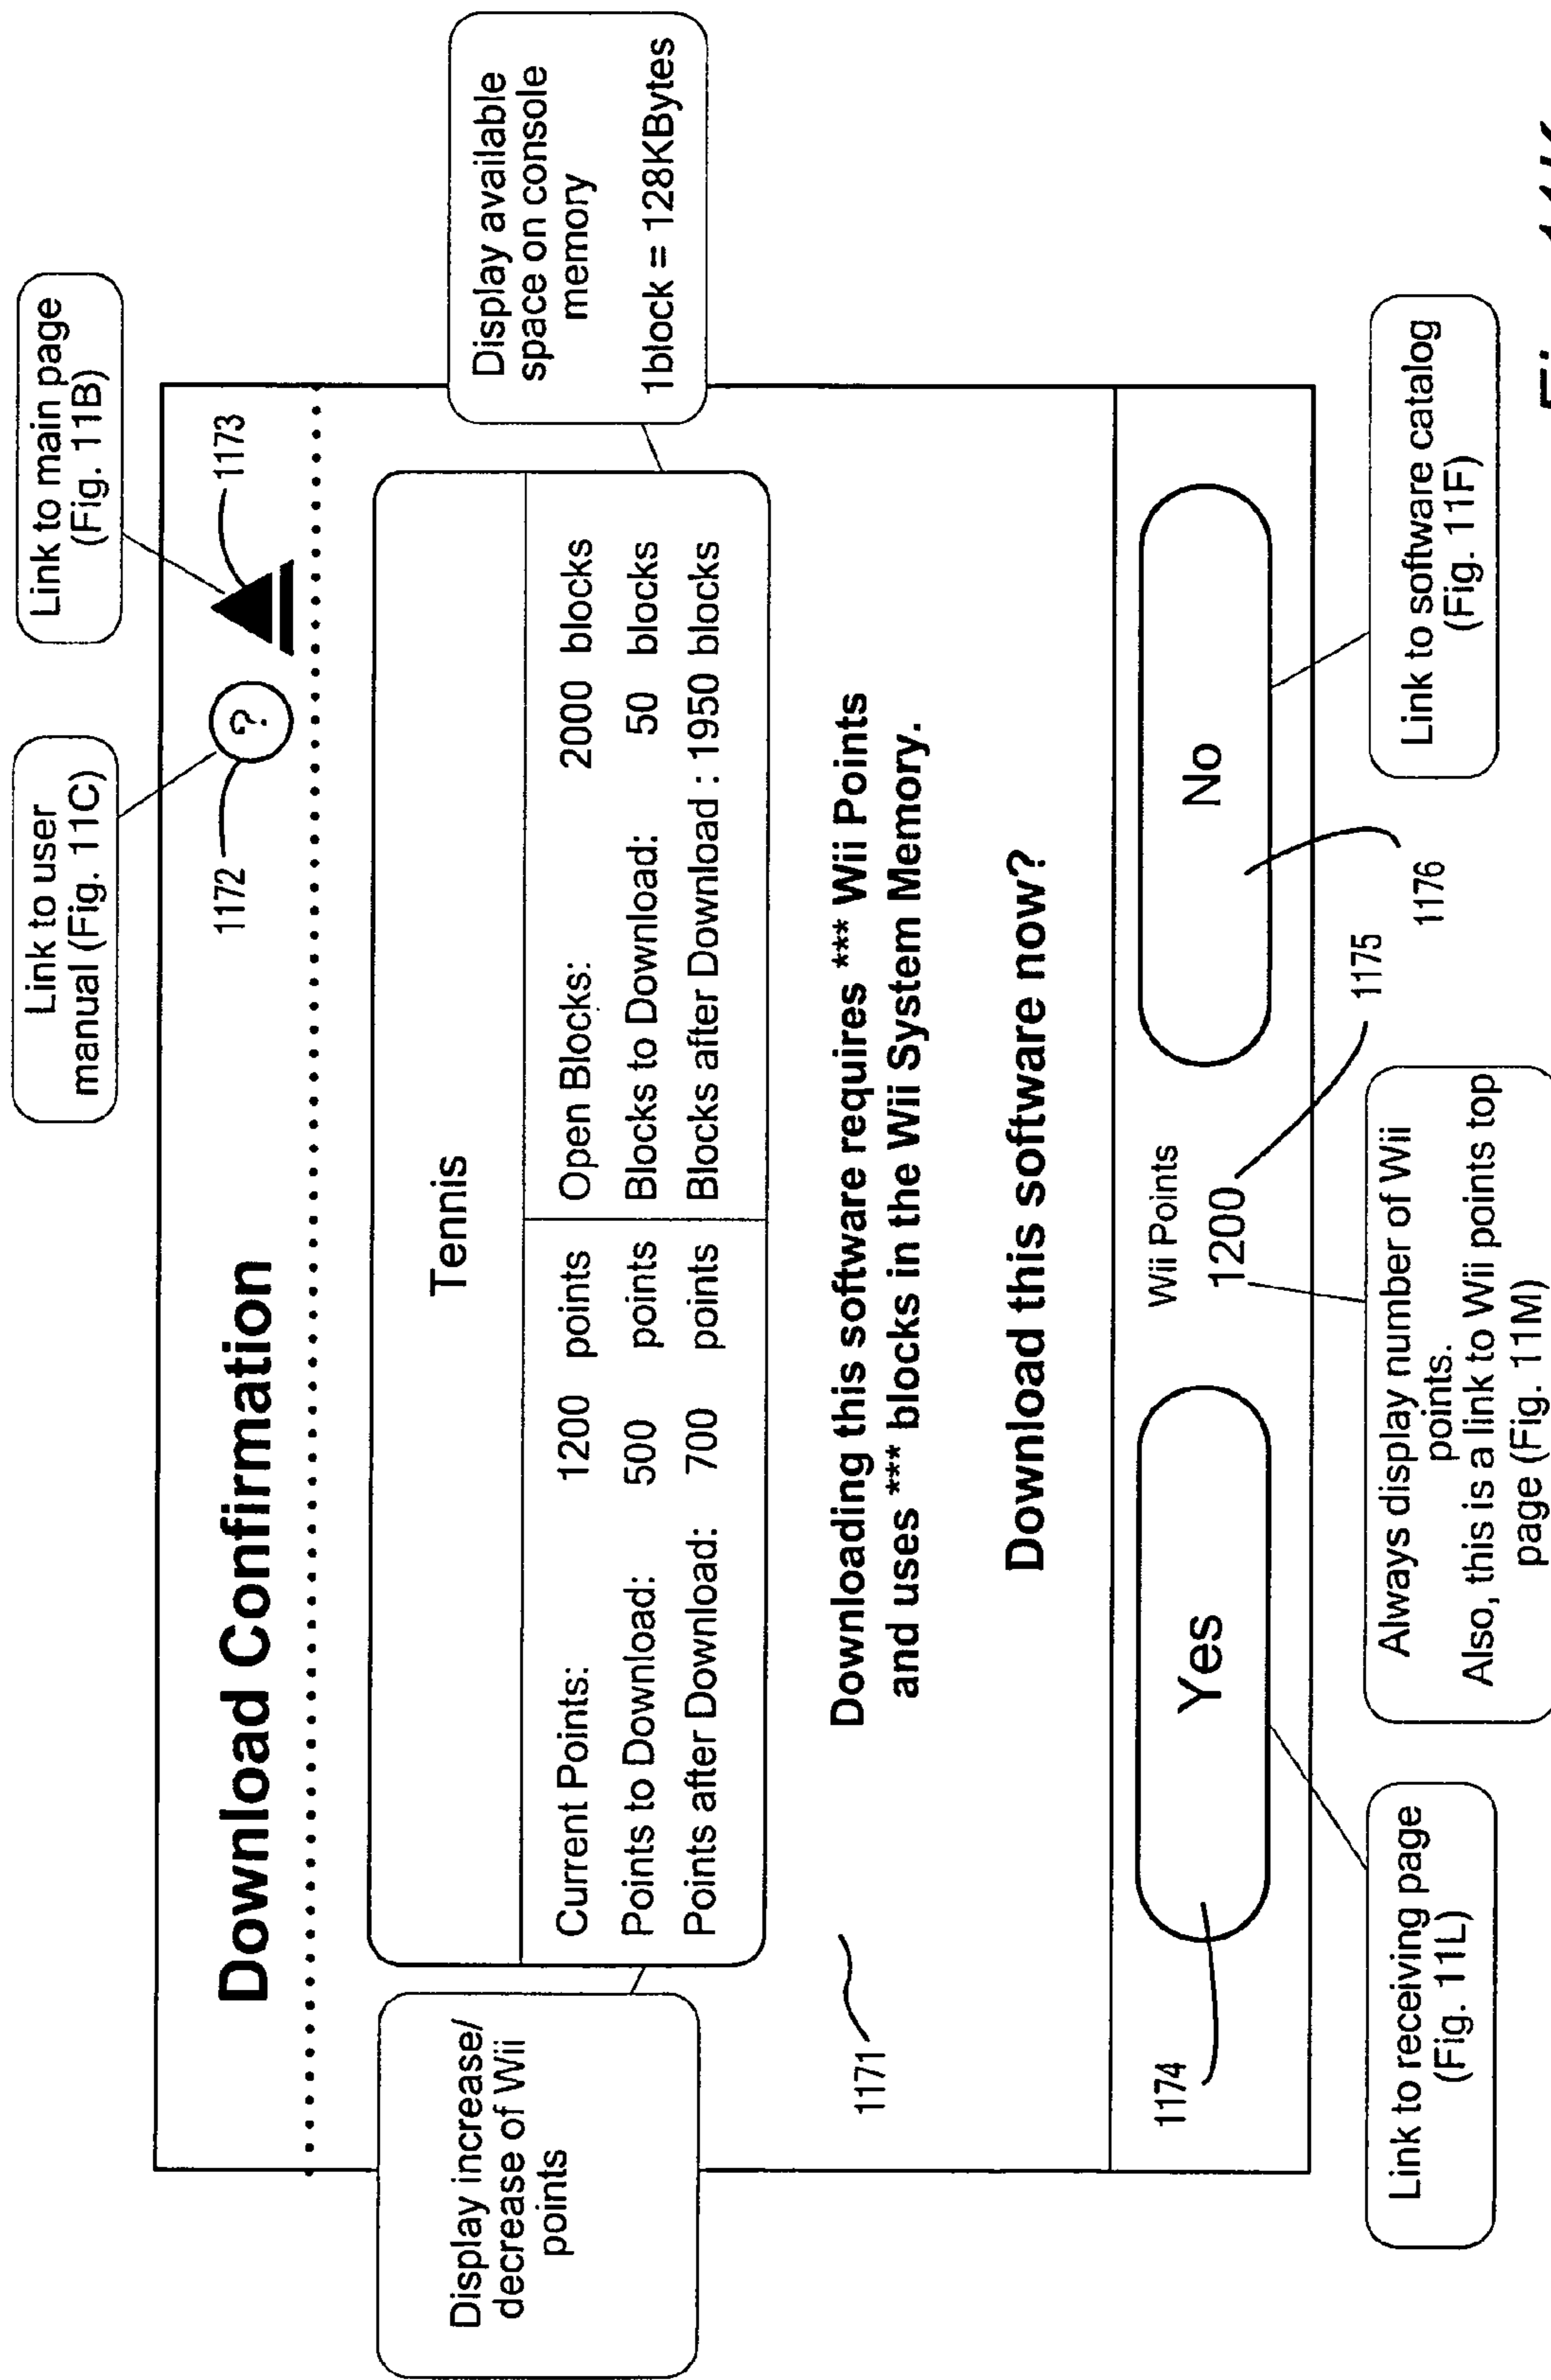 Link to user
manual (Fig. 11C)
Link to main page
(Fig. 11B)
Download Confirmation
?
1172
1173
Display increase/
decrease of Wii
points
Display available
space on console
memory
1block = 128KBytes
Tennis
Current Points: 1200 points
Points to Download: 500 points
Points after Download: 700 points
Open Blocks: 2000 blocks
Blocks to Download: 50 blocks
Blocks after Download : 1950 blocks
1171
Downloading this software requires *** Wii Points
and uses *** blocks in the Wii System Memory.
Download this software now?
1174
Yes
Wii Points
1200
No
1175
1176
Link to receiving page
(Fig. 11L)
Always display number of Wii
points.
Also, this is a link to Wii points top
page (Fig. 11M)
Link to software catalog
(Fig. 11F)